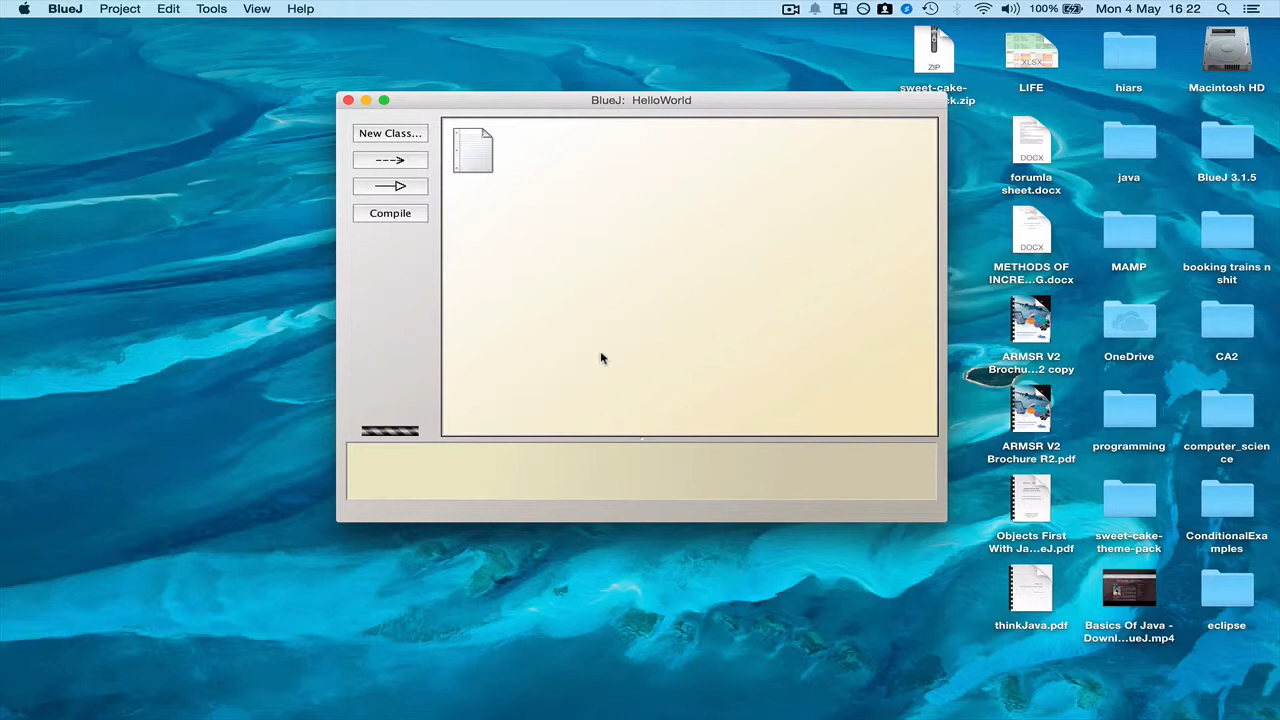 BlueJ Project Edit Tools View Help 100% Mon 4 May 16 22
BlueJ: HelloWorld
New Class...
Compile
ZIP
sweet-cake-
ck.zip
XLSX
LIFE
hiars
Macintosh HD
DOCX
forumla
sheet.docx
java
BlueJ 3.1.5
DOCX
METHODS OF
INCRE...G.docx
MAMP
booking trains n
shit
ARMSR V2
Brochu...2 copy
OneDrive
CA2
ARMSR V2
Brochure R2.pdf
programming
computer_scien
ce
Objects First
With Ja...eJ.pdf
sweet-cake-
theme-pack
ConditionalExa
mples
thinkJava.pdf
Basics Of Java -
Downl...ueJ.mp4
eclipse